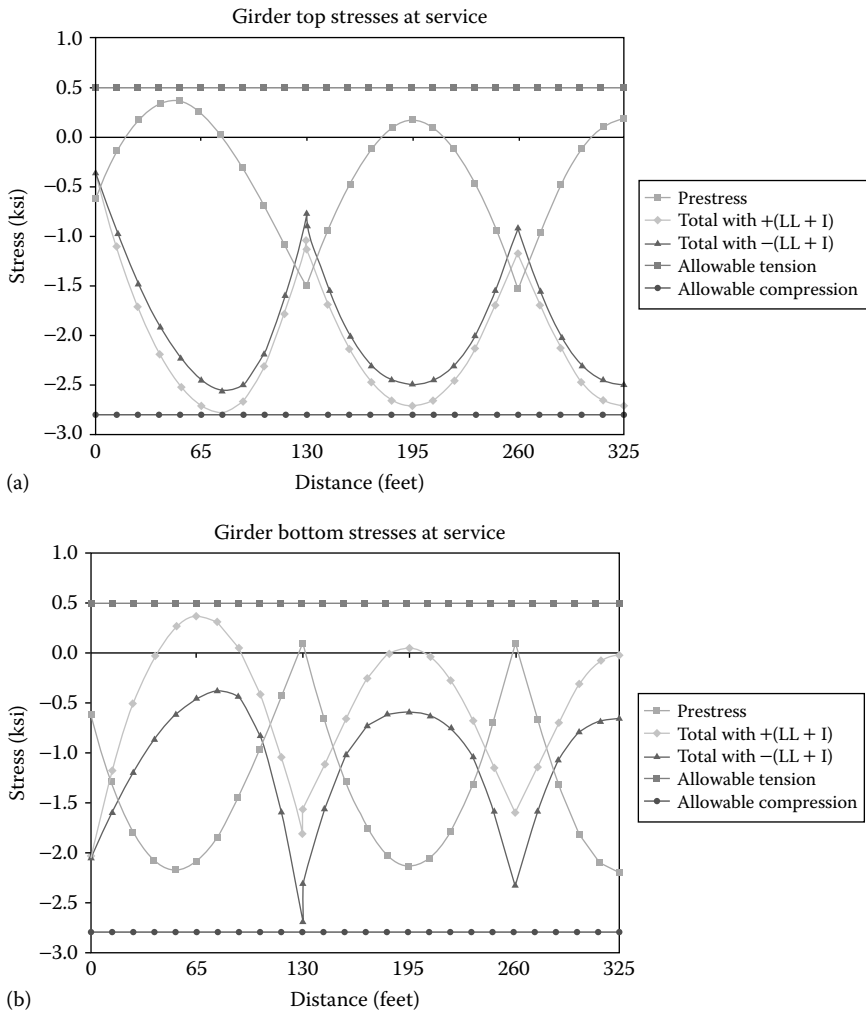 Girder top stresses at service
1.0
0.5
0.0
−0.5
−1.0
−1.5
−2.0
−2.5
−3.0
Stress (ksi)
0 65 130 195 260 325
Distance (feet)
Prestress
Total with +(LL + I)
Total with −(LL + I)
Allowable tension
Allowable compression
(a)
Girder bottom stresses at service
1.0
0.5
0.0
−0.5
−1.0
−1.5
−2.0
−2.5
−3.0
Stress (ksi)
0 65 130 195 260 325
Distance (feet)
Prestress
Total with +(LL + I)
Total with −(LL + I)
Allowable tension
Allowable compression
(b)